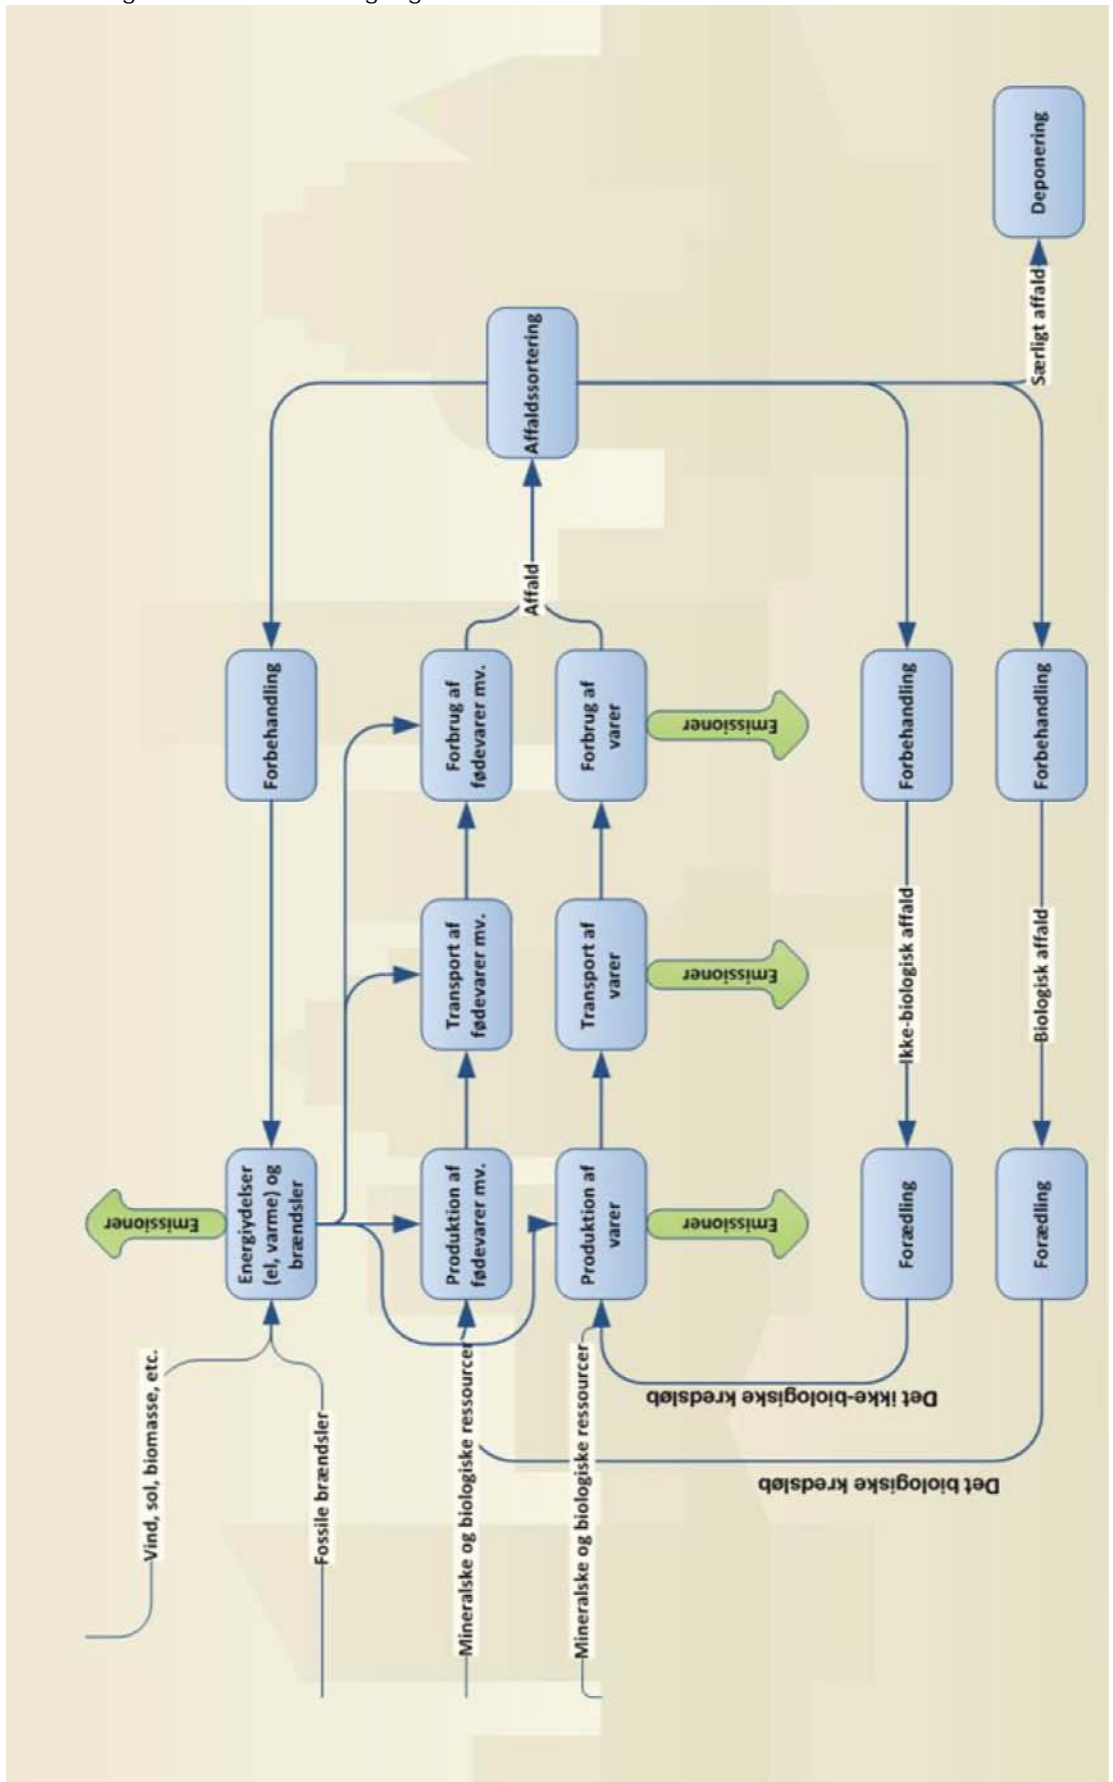 Vind, sol, biomasse, etc.
Fossile brændsler
Mineralske og biologiske ressourcer
Mineralske og biologiske ressourcer
Emissioner
Energiydelser
(el, varme) og
brændsler
Forbehandling
Produktion af
fødevarer mv.
Transport af
fødevarer mv.
Forbrug af
fødevarer mv.
Produktion af
varer
Transport af
varer
Forbrug af
varer
Emissioner
Emissioner
Emissioner
Affald
Affaldssortering
Det ikke-biologiske kredsløb
Forædling
Ikke-biologisk affald
Forbehandling
Det biologiske kredsløb
Forædling
Biologisk affald
Forbehandling
Særligt affald
Deponering